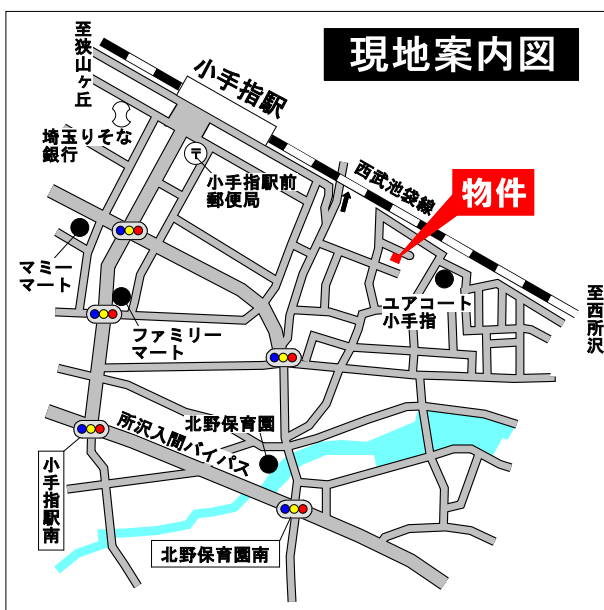 現地案内図
至狭山ヶ丘
小手指駅
埼玉りそな
銀行
〒
小手指駅前
郵便局
西武池袋線
物件
マミー
マート
ファミリー
マート
ユアコート
小手指
至西所沢
所沢入間バイパス
北野保育園
小手指駅南
北野保育園南